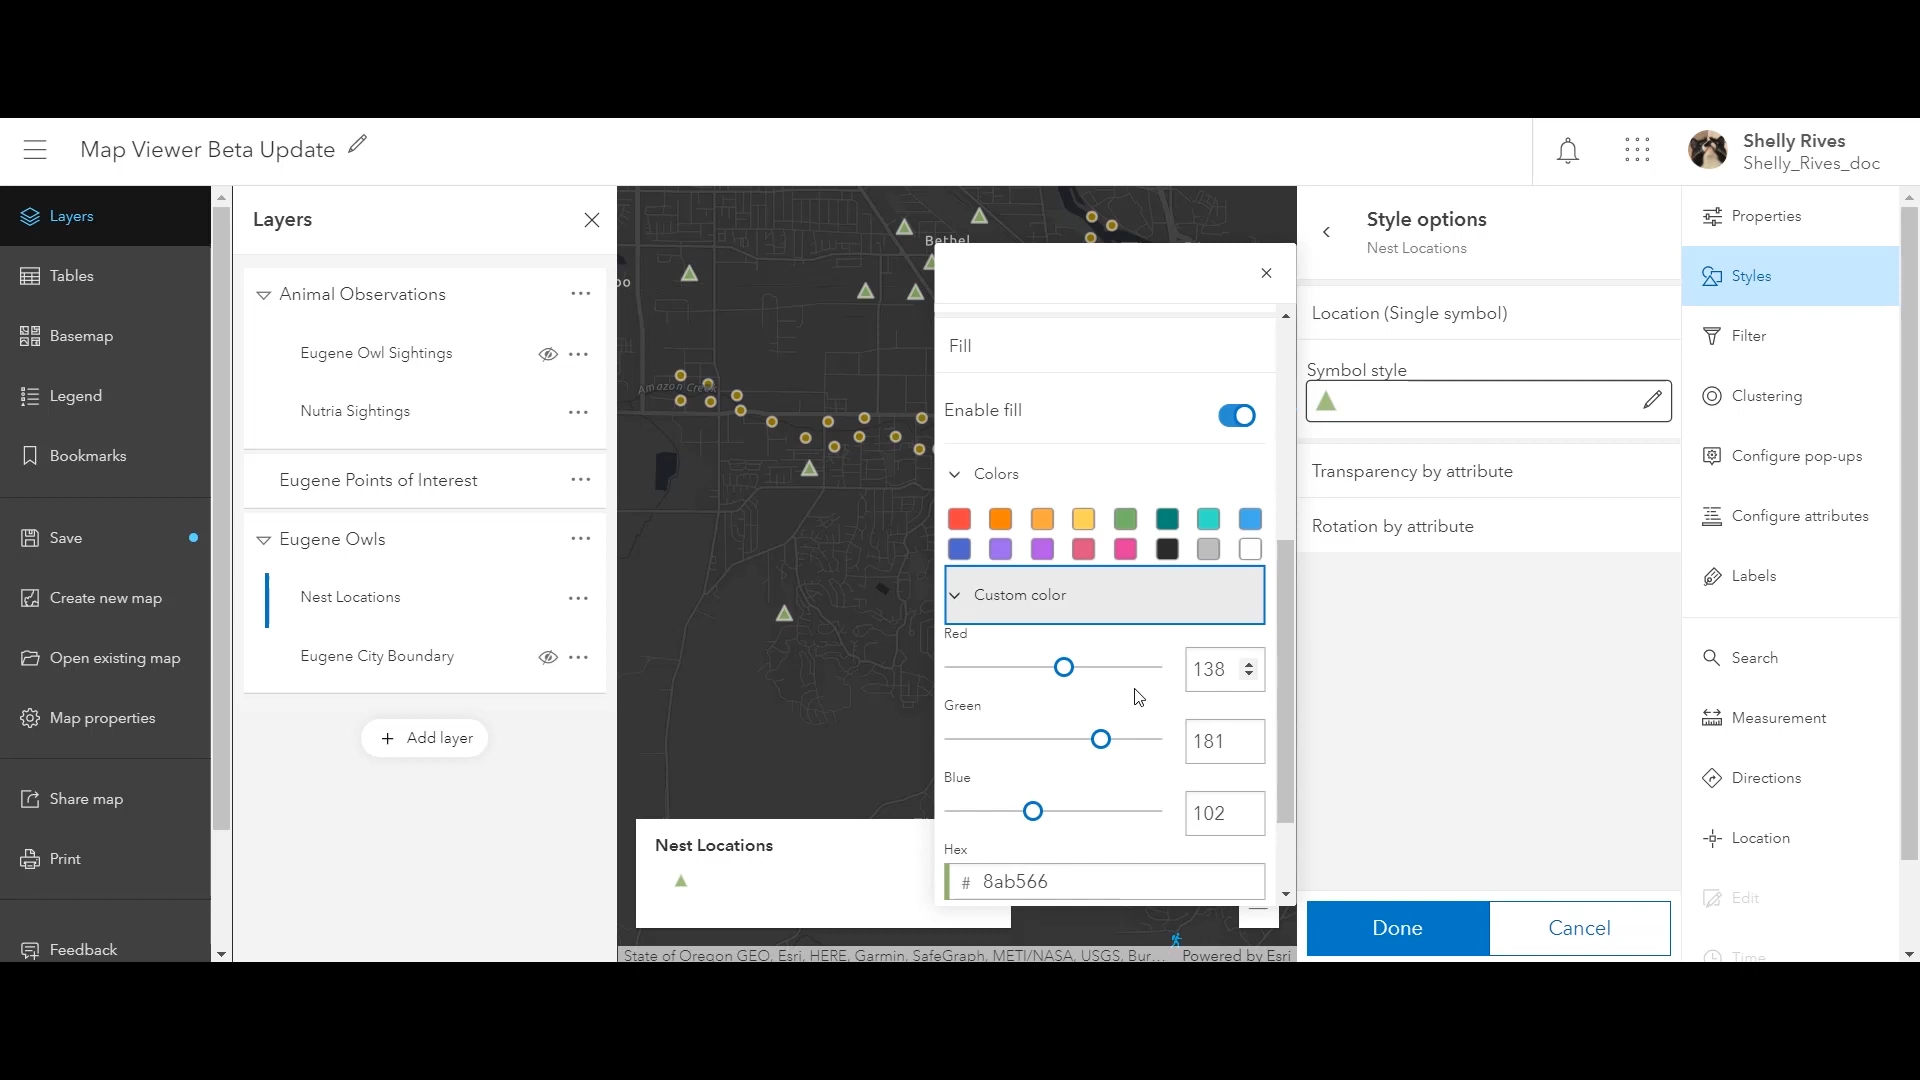 Map Viewer Beta Update
Shelly Rives
Shelly_Rives_doc
Layers
Tables
Basemap
Legend
Bookmarks
Save
Create new map
Open existing map
Map properties
Share map
Print
Feedback
Layers
Animal Observations
Eugene Owl Sightings
Nutria Sightings
Eugene Points of Interest
Eugene Owls
Nest Locations
Eugene City Boundary
+ Add layer
Bethel
oo
Amazon Creek
Nest Locations
State of Oregon GEO, Esri, HERE, Garmin, SafeGraph, METI/NASA, USGS, Bur...
Powered by Esri
Fill
Enable fill
Colors
Custom color
Red
138
Green
181
Blue
102
Hex
# 8ab566
Style options
Nest Locations
Location (Single symbol)
Symbol style
Transparency by attribute
Rotation by attribute
Done
Cancel
Properties
Styles
Filter
Clustering
Configure pop-ups
Configure attributes
Labels
Search
Measurement
Directions
Location
Edit
Time